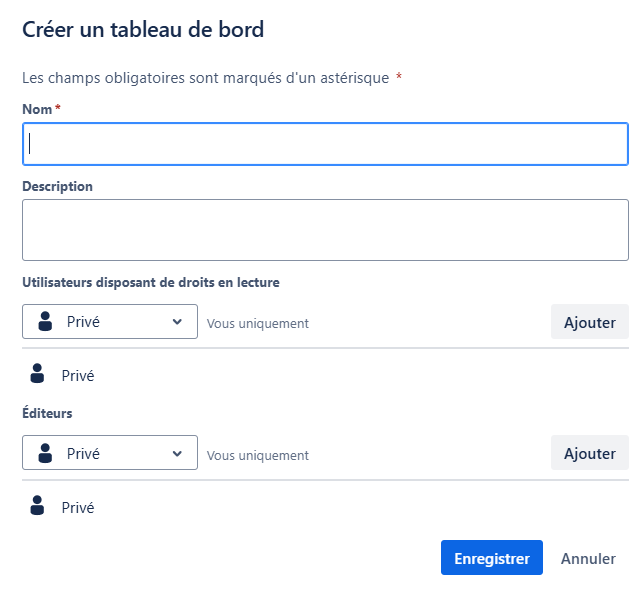 Créer un tableau de bord
Les champs obligatoires sont marqués d'un astérisque *
Nom *
Description
Utilisateurs disposant de droits en lecture
Privé Vous uniquement Ajouter
Privé
Éditeurs
Privé Vous uniquement Ajouter
Privé
Enregistrer Annuler